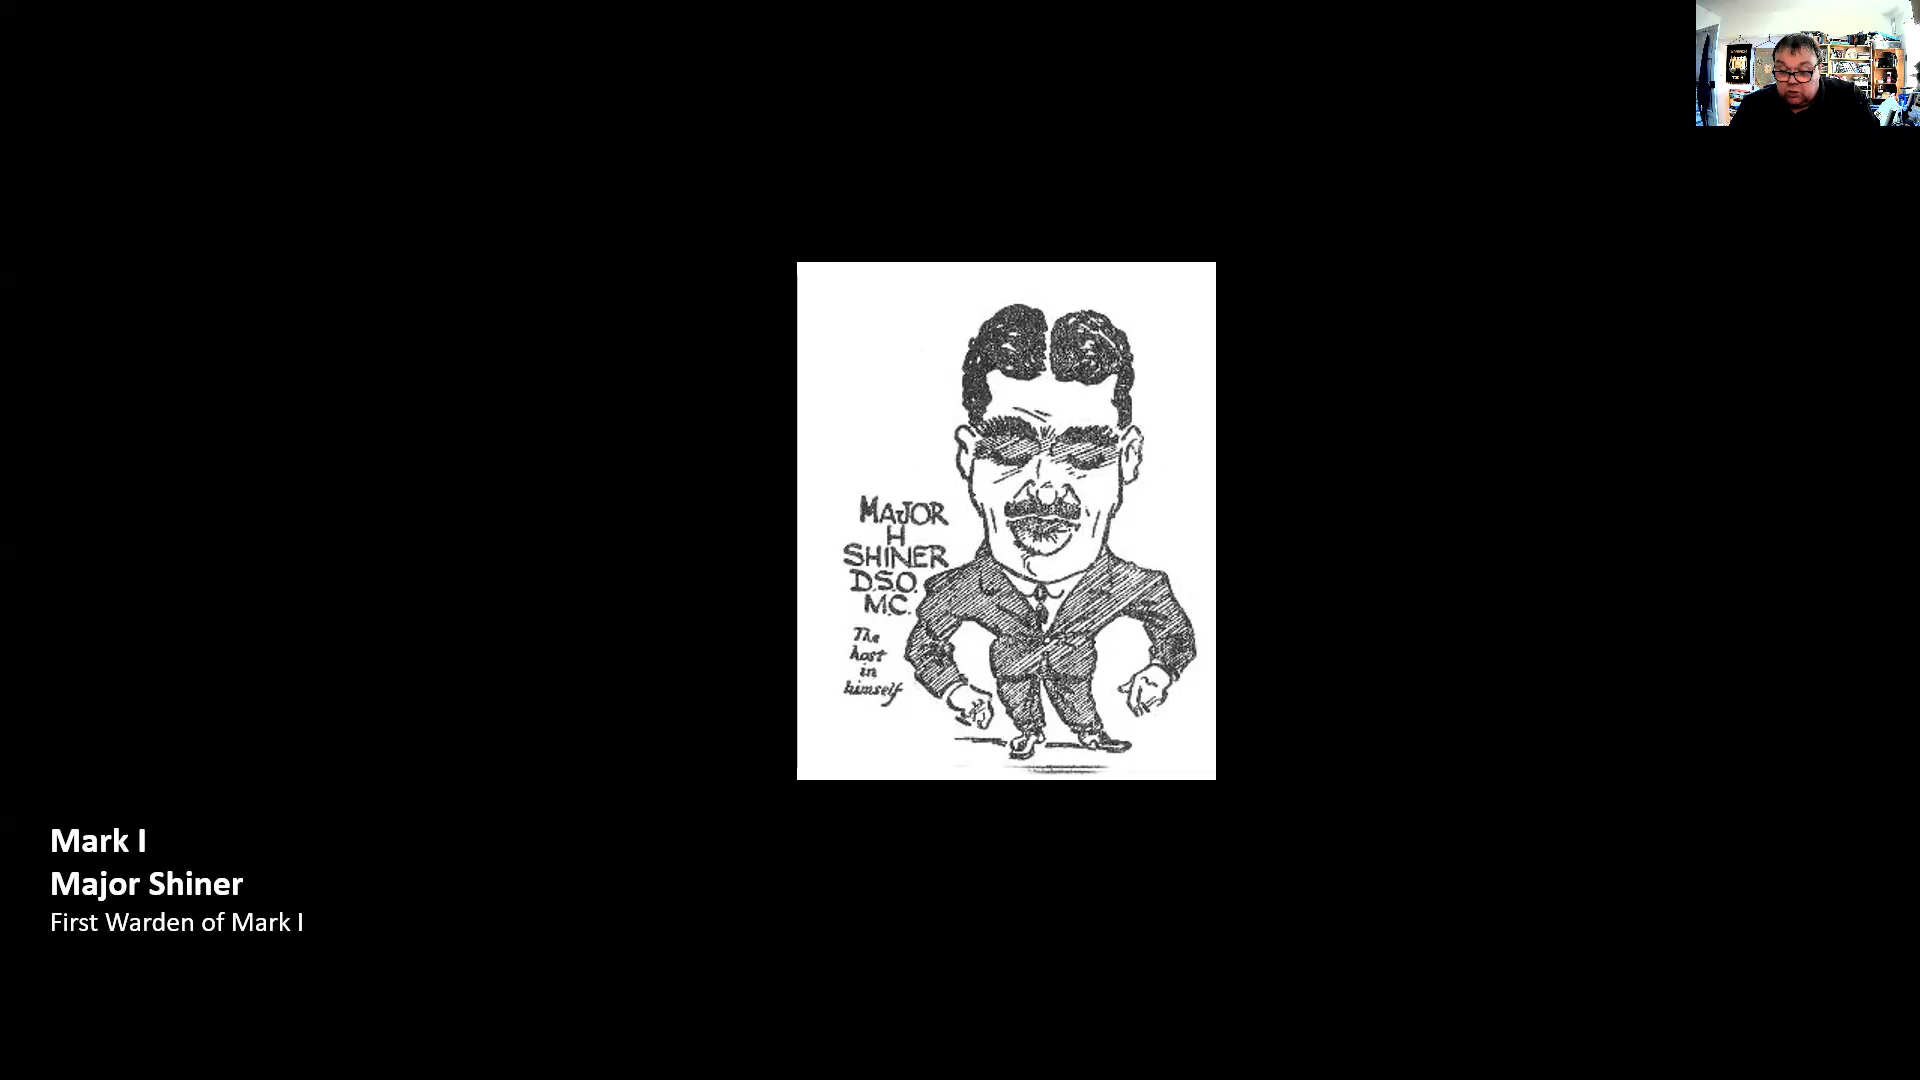 MAJOR
H
SHINER
D.S.O.
M.C.
The
host
in
himself
Mark I
Major Shiner
First Warden of Mark I